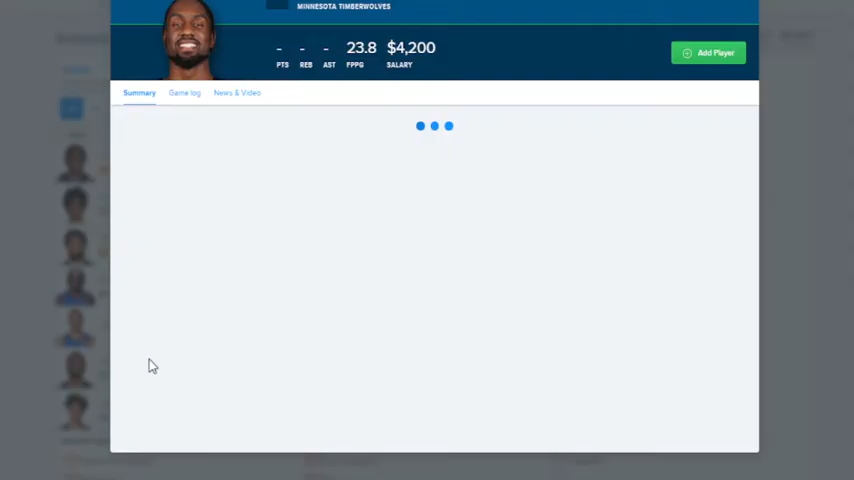 MINNESOTA TIMBERWOLVES
- - - 23.8 $4,200
PTS REB AST FPPG SALARY
Add Player
Summary Game log News & Video